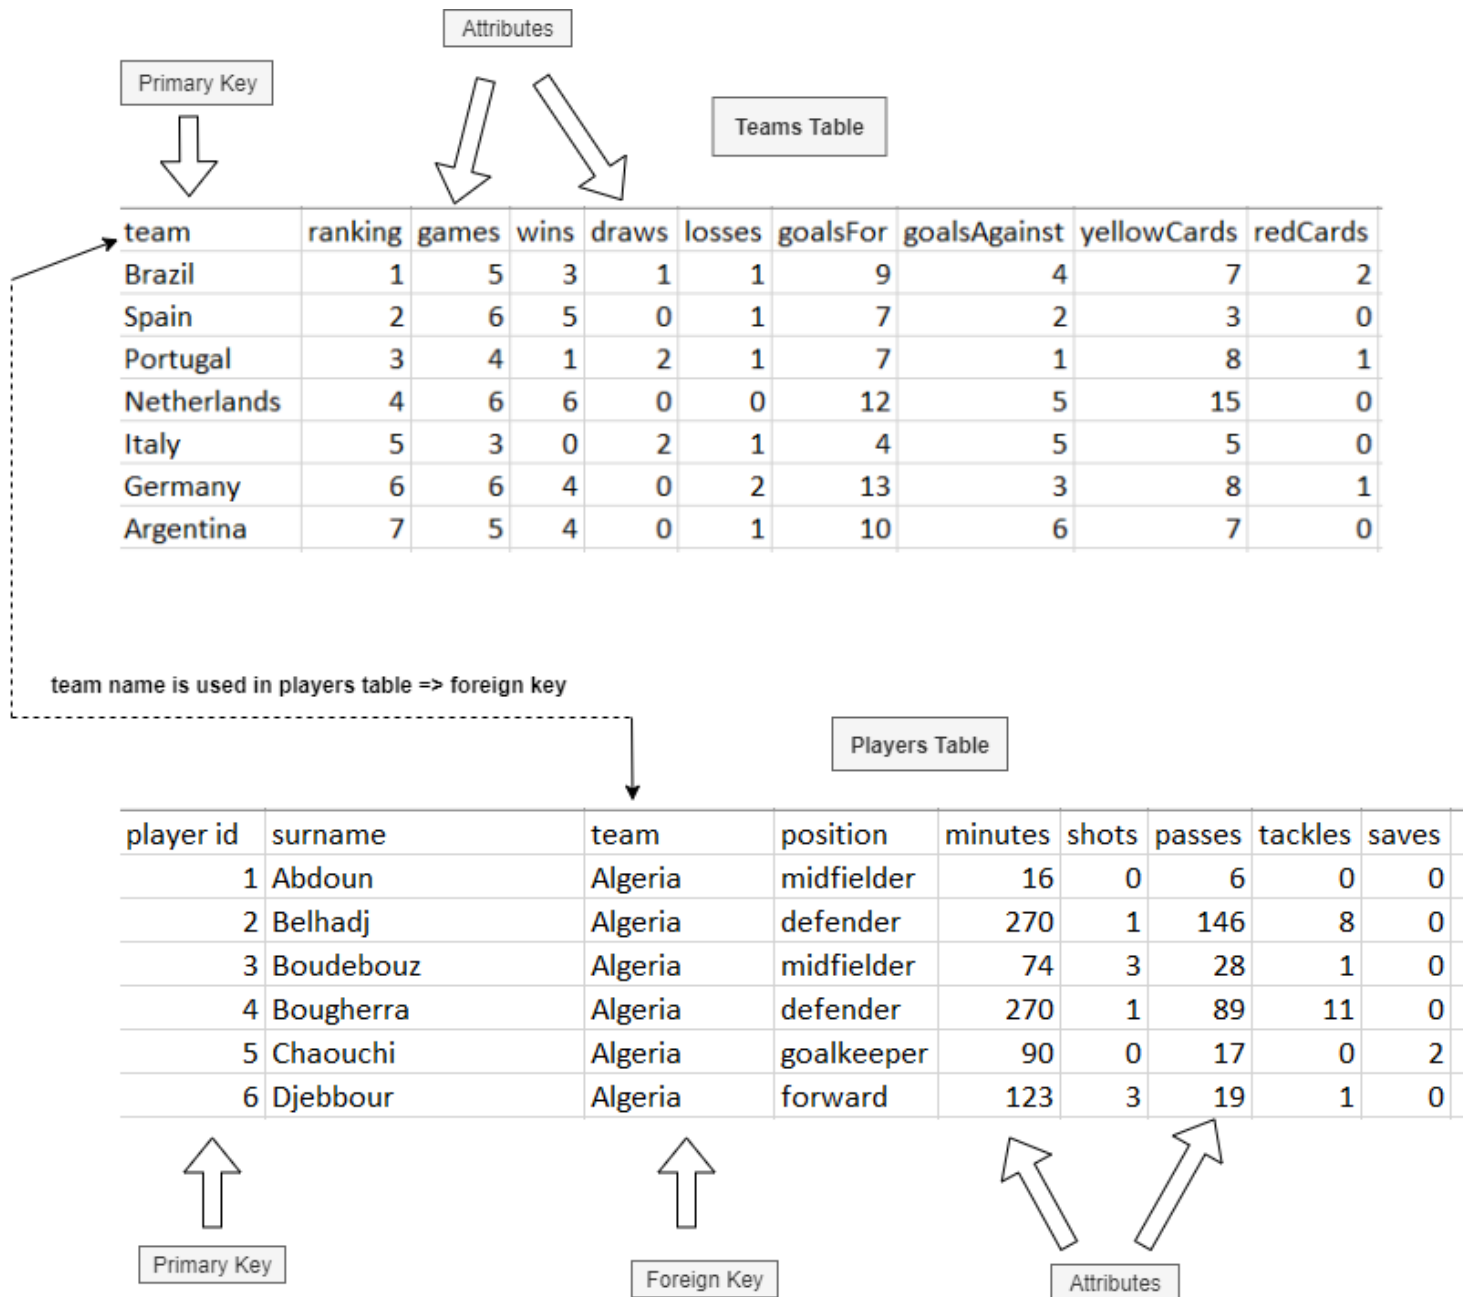 Attributes
Primary Key
Teams Table
team ranking games wins draws losses goalsFor goalsAgainst yellowCards redCards
Brazil 1 5 3 1 1 9 4 7 2
Spain 2 6 5 0 1 7 2 3 0
Portugal 3 4 1 2 1 7 1 8 1
Netherlands 4 6 6 0 0 12 5 15 0
Italy 5 3 0 2 1 4 5 5 0
Germany 6 6 4 0 2 13 3 8 1
Argentina 7 5 4 0 1 10 6 7 0
team name is used in players table => foreign key
Players Table
player id surname team position minutes shots passes tackles saves
1 Abdoun Algeria midfielder 16 0 6 0 0
2 Belhadj Algeria defender 270 1 146 8 0
3 Boudebouz Algeria midfielder 74 3 28 1 0
4 Bougherra Algeria defender 270 1 89 11 0
5 Chaouchi Algeria goalkeeper 90 0 17 0 2
6 Djebbour Algeria forward 123 3 19 1 0
Primary Key
Foreign Key
Attributes